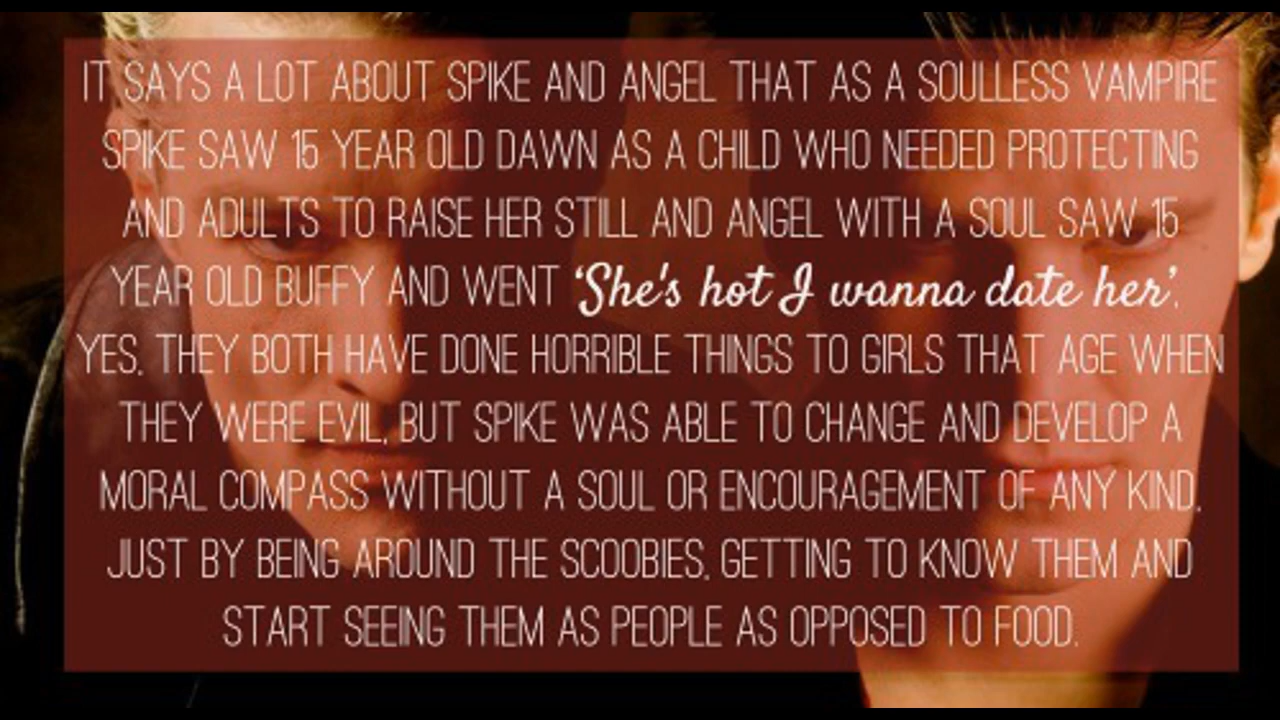 IT SAYS A LOT ABOUT SPIKE AND ANGEL THAT AS A SOULLESS VAMPIRE
SPIKE SAW 15 YEAR OLD DAWN AS A CHILD WHO NEEDED PROTECTING
AND ADULTS TO RAISE HER STILL AND ANGEL WITH A SOUL SAW 15
YEAR OLD BUFFY AND WENT ‘She's hot I wanna date her’.
YES, THEY BOTH HAVE DONE HORRIBLE THINGS TO GIRLS THAT AGE WHEN
THEY WERE EVIL, BUT SPIKE WAS ABLE TO CHANGE AND DEVELOP A
MORAL COMPASS WITHOUT A SOUL OR ENCOURAGEMENT OF ANY KIND,
JUST BY BEING AROUND THE SCOOBIES, GETTING TO KNOW THEM AND
START SEEING THEM AS PEOPLE AS OPPOSED TO FOOD.